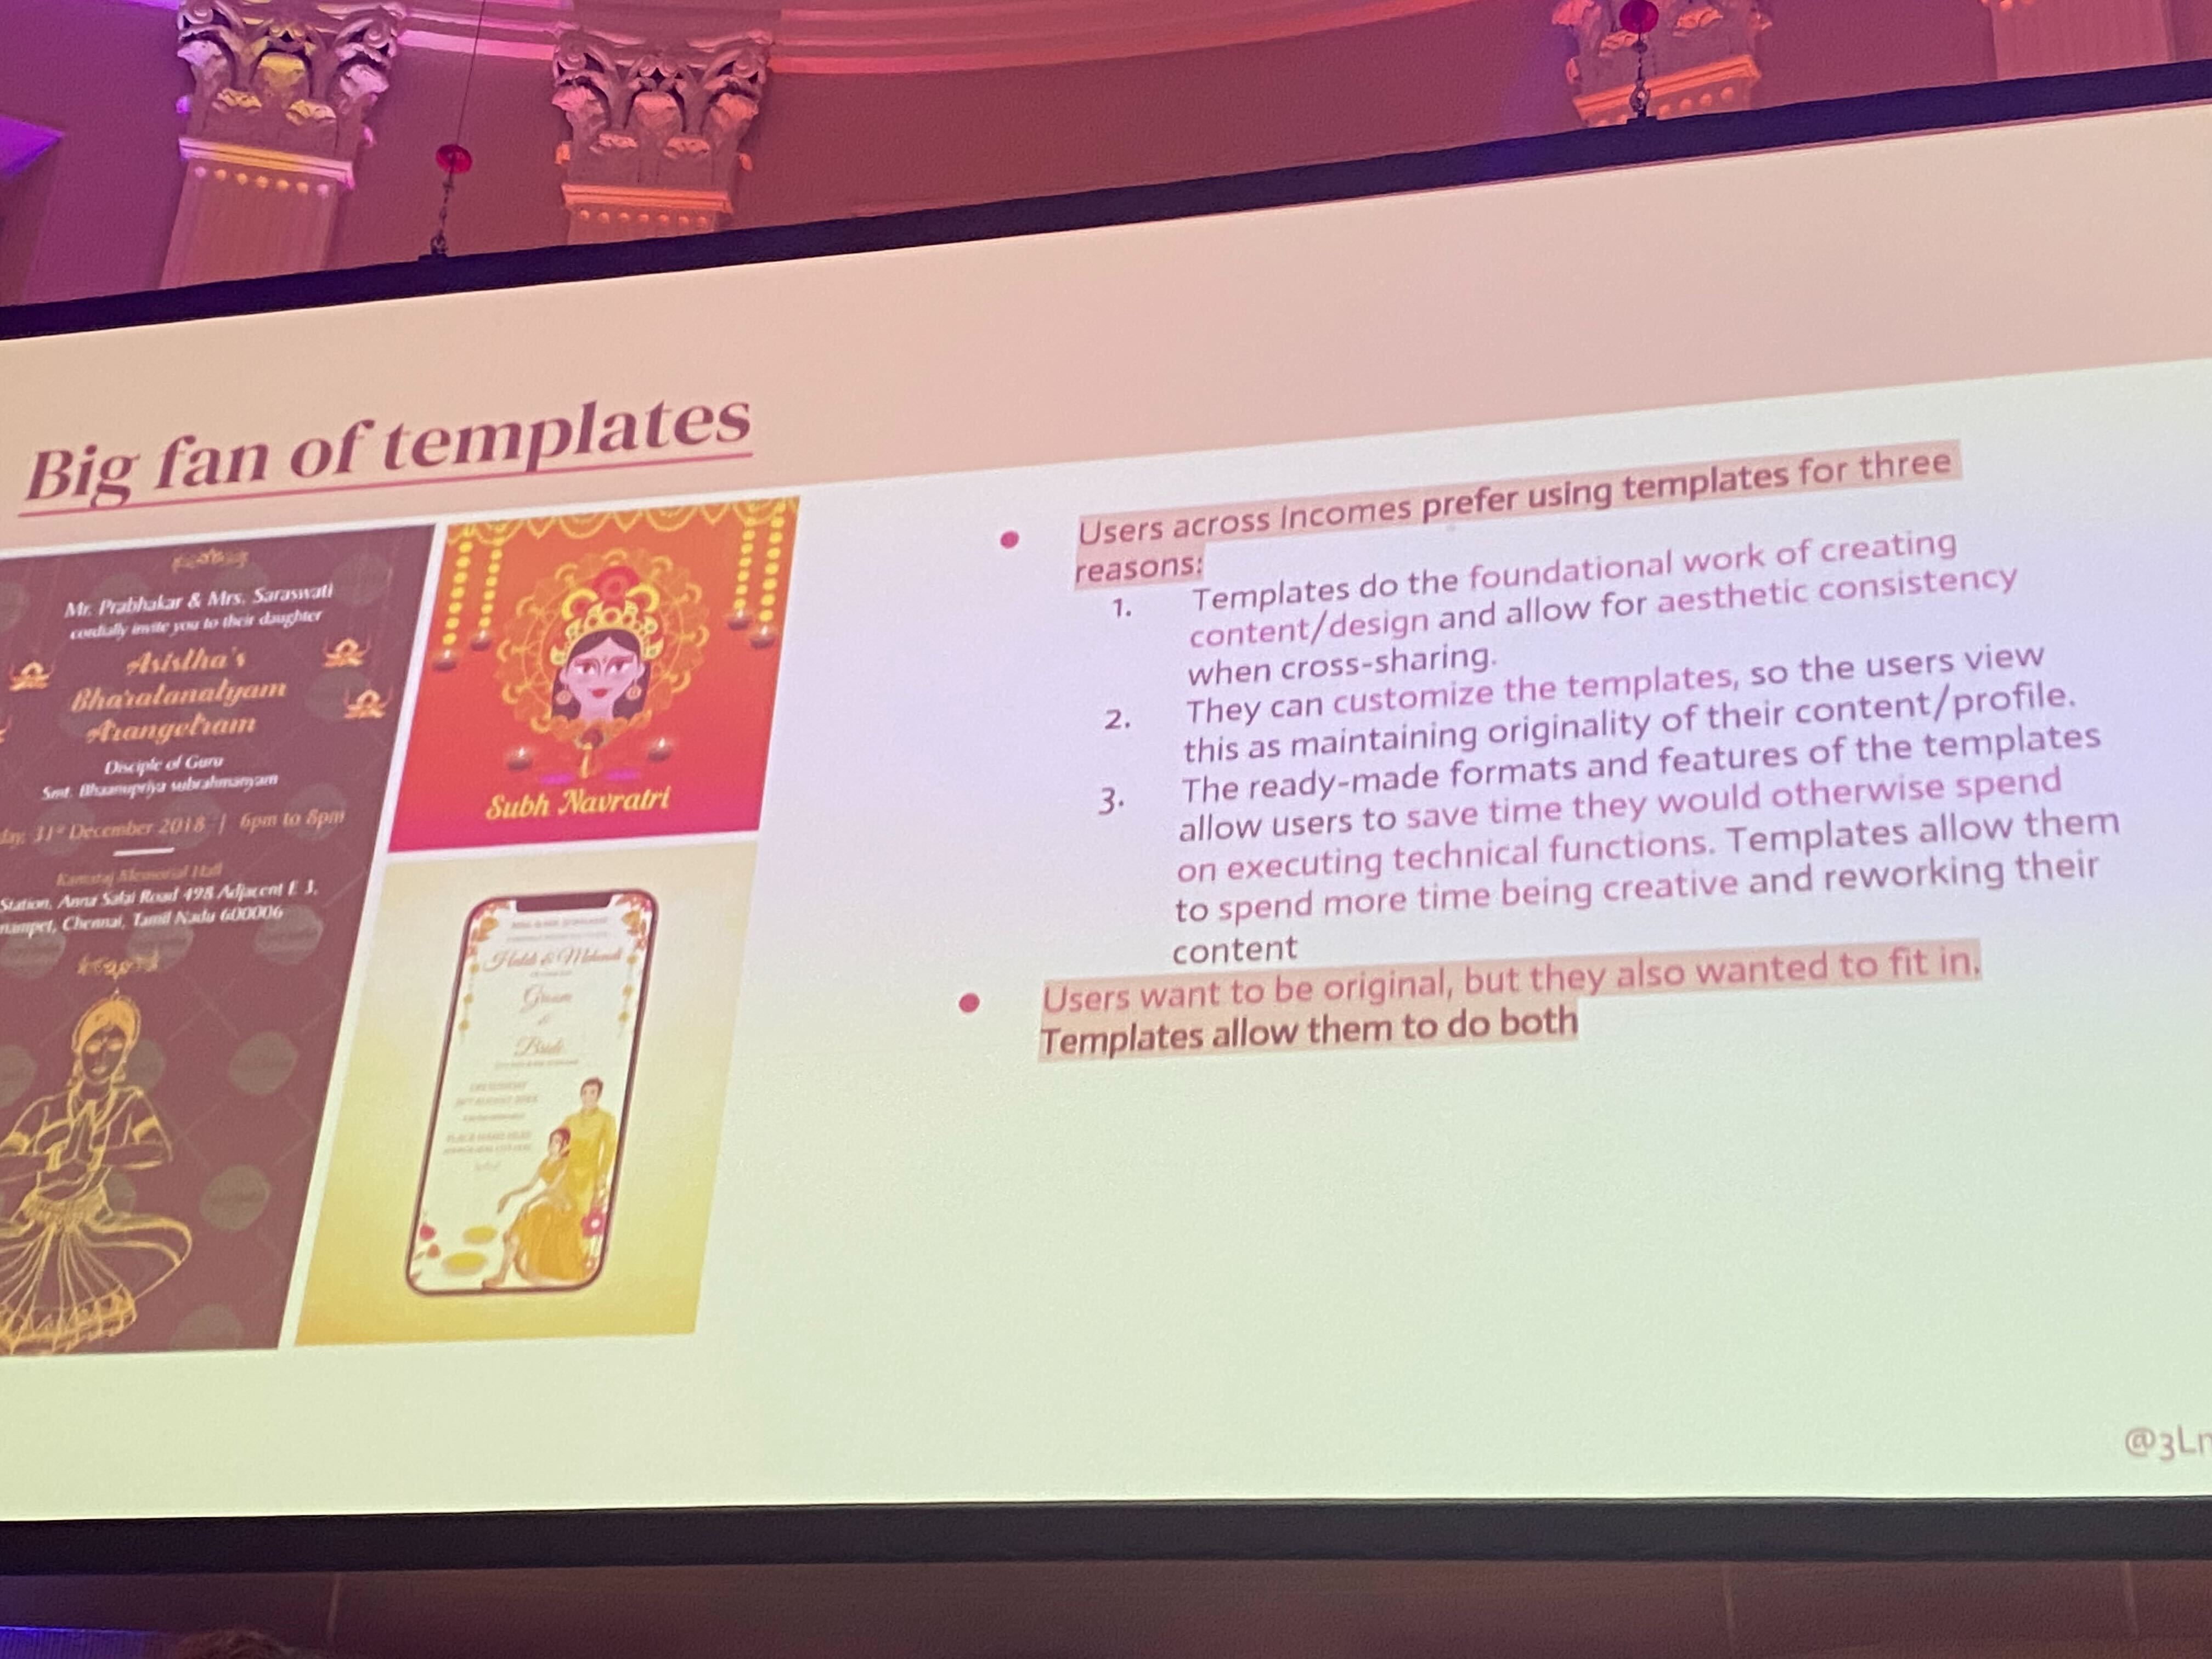 Big fan of templates
Mr. Prabhakar & Mrs. Saraswati
cordially invite you to their daughter
Asistha's
Bharatanatyam
Arangetram
Disciple of Guru
Smt. Bhaanupriya subrahmanyam
31st December 2018 | 6pm to 8pm
Kamaraj Memorial Hall
Station, Anna Salai Road 498 Adjacent E 3,
Chennai, Tamil Nadu 600006
Subh Navratri
Haldi & Mehendi
Groom
&
Bride
• Users across incomes prefer using templates for three
reasons:
1. Templates do the foundational work of creating
content/design and allow for aesthetic consistency
when cross-sharing.
2. They can customize the templates, so the users view
this as maintaining originality of their content/profile.
3. The ready-made formats and features of the templates
allow users to save time they would otherwise spend
on executing technical functions. Templates allow them
to spend more time being creative and reworking their
content
• Users want to be original, but they also wanted to fit in,
Templates allow them to do both